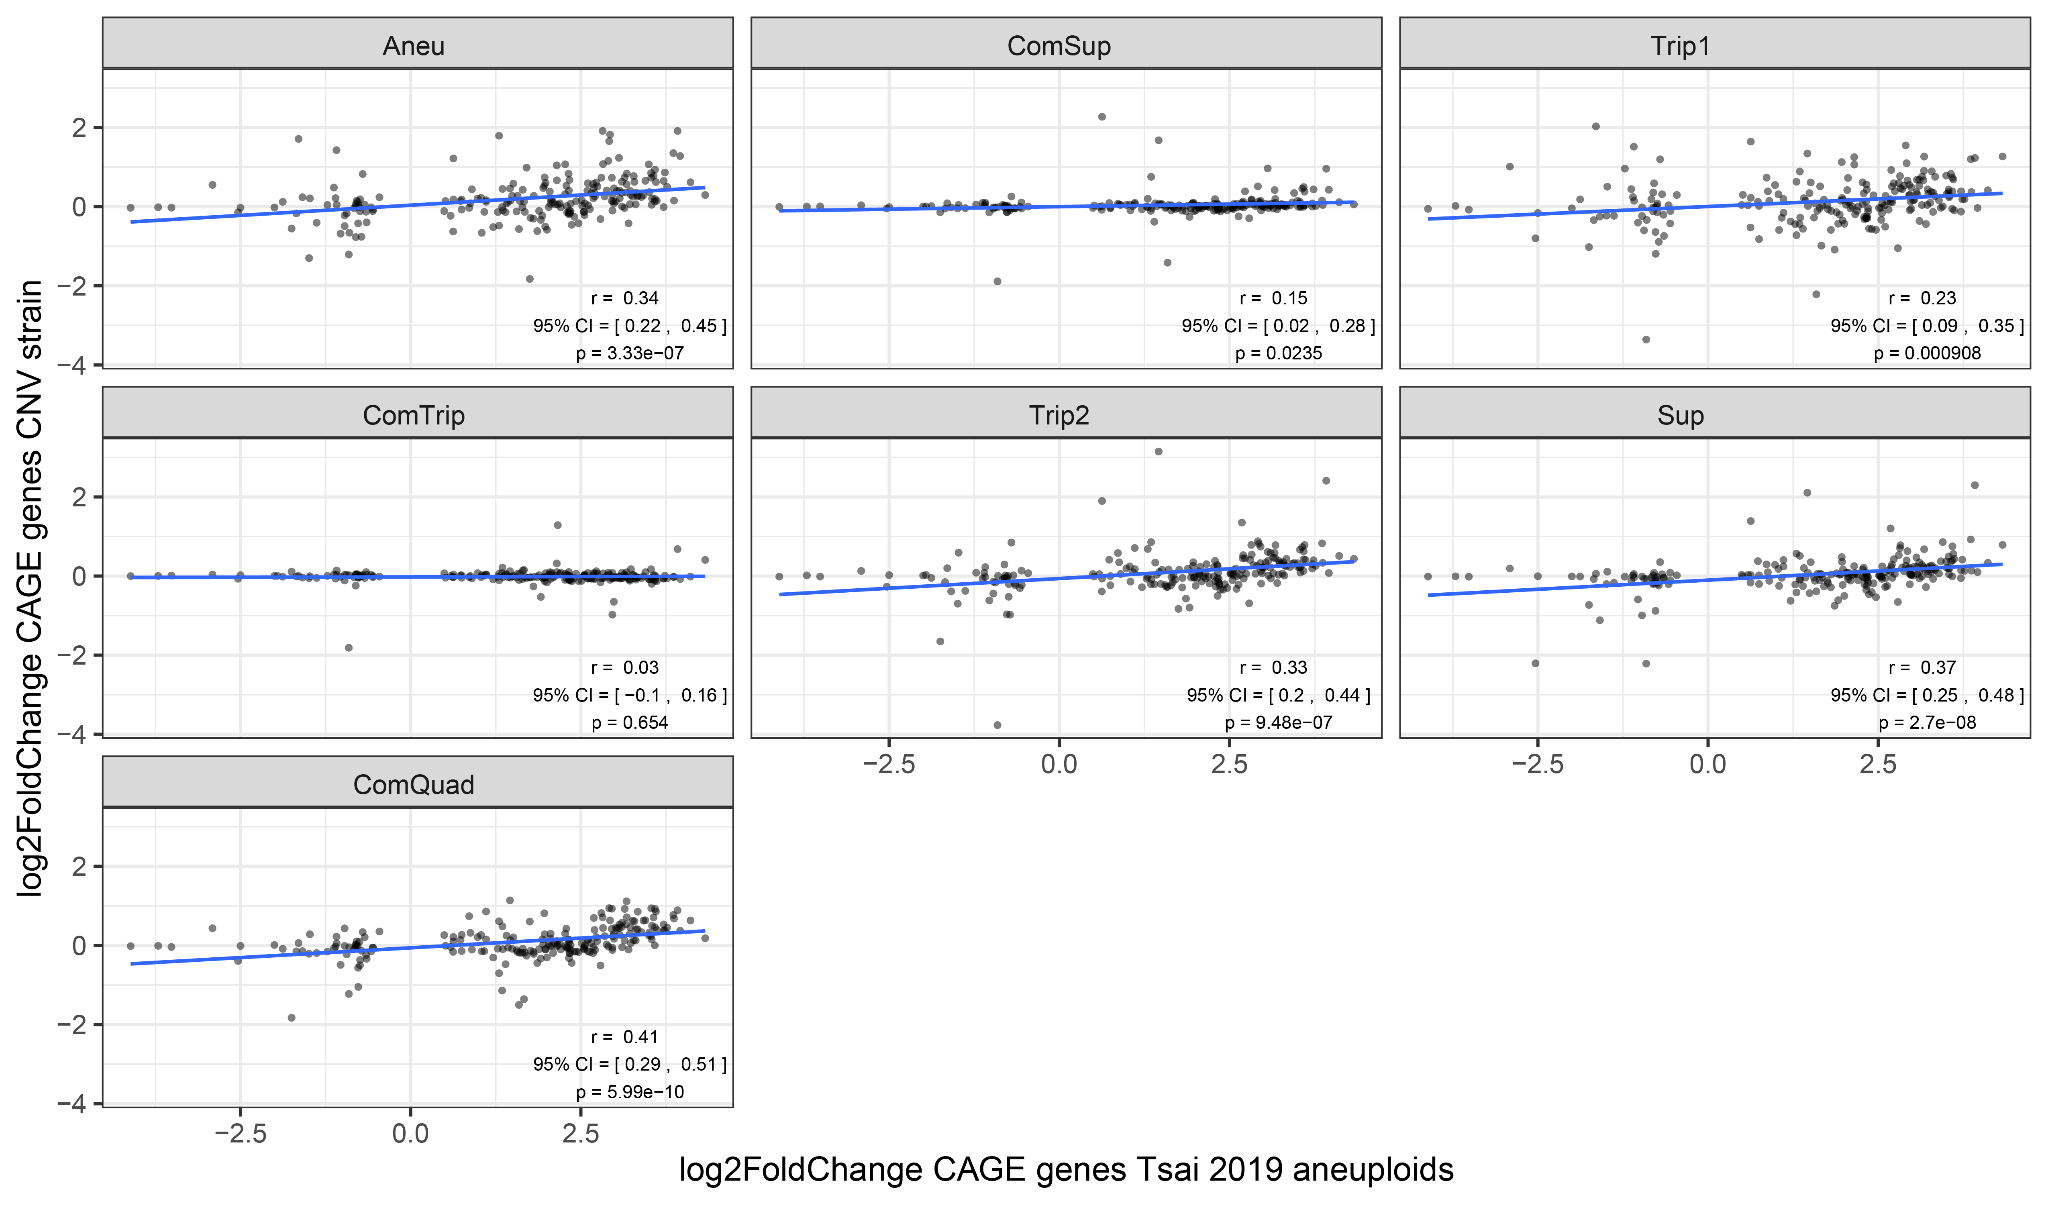 Aneu
ComSup
Trip1
2
0
−2
−4
r =  0.34
95% CI = [ 0.22 ,  0.45 ]
p = 3.33e−07
r =  0.15
95% CI = [ 0.02 ,  0.28 ]
p = 0.0235
r =  0.23
95% CI = [ 0.09 ,  0.35 ]
p = 0.000908
ComTrip
Trip2
Sup
2
0
−2
−4
r =  0.03
95% CI = [ −0.1 ,  0.16 ]
p = 0.654
r =  0.33
95% CI = [ 0.2 ,  0.44 ]
p = 9.48e−07
r =  0.37
95% CI = [ 0.25 ,  0.48 ]
p = 2.7e−08
−2.5 0.0 2.5
−2.5 0.0 2.5
ComQuad
2
0
−2
−4
r =  0.41
95% CI = [ 0.29 ,  0.51 ]
p = 5.99e−10
−2.5 0.0 2.5
log2FoldChange CAGE genes Tsai 2019 aneuploids
log2FoldChange CAGE genes CNV strain